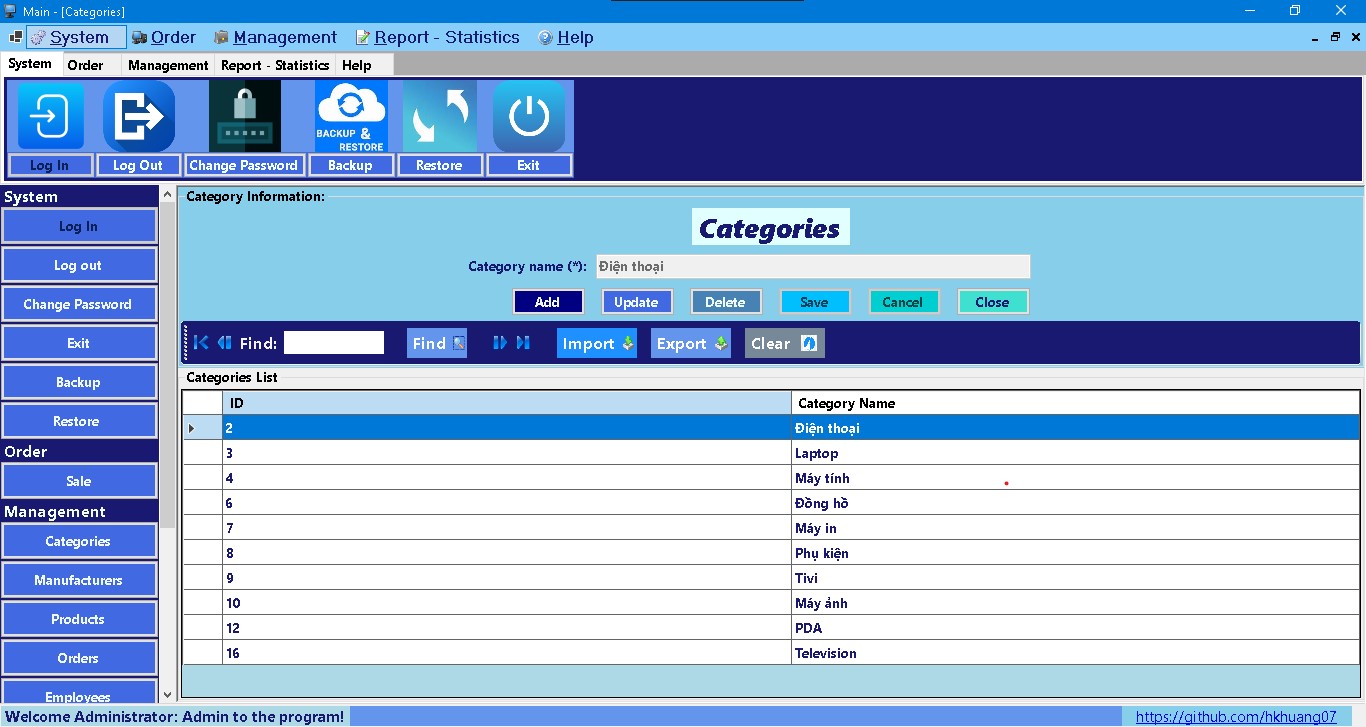 Main - [Categories]
System Order Management Report - Statistics Help
System Order Management Report - Statistics Help
BACKUP &
RESTORE
Log In Log Out Change Password Backup Restore Exit
System
Log In
Log out
Change Password
Exit
Backup
Restore
Order
Sale
Management
Categories
Manufacturers
Products
Orders
Employees
Category Information:
Categories
Category name (*): Điện thoại
Add Update Delete Save Cancel Close
Find: Find Import Export Clear
Categories List
ID Category Name
2 Điện thoại
3 Laptop
4 Máy tính
6 Đồng hồ
7 Máy in
8 Phụ kiện
9 Tivi
10 Máy ảnh
12 PDA
16 Television
Welcome Administrator: Admin to the program! https://github.com/hkhuang07